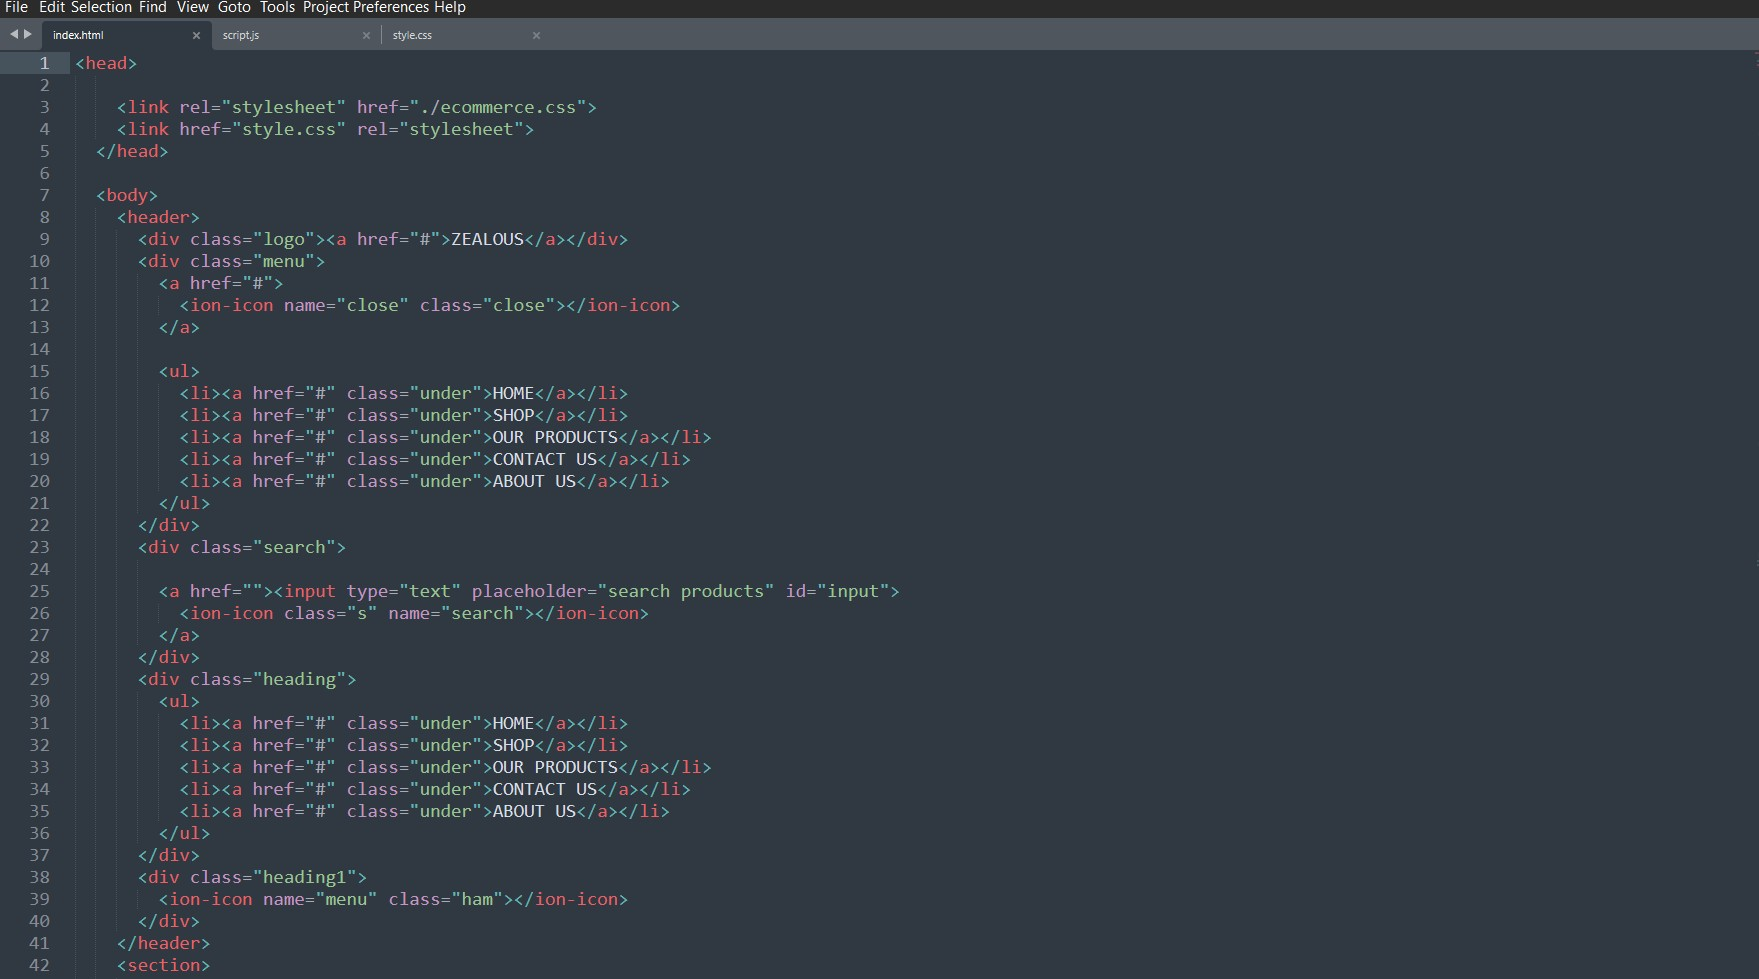 File Edit Selection Find View Goto Tools Project Preferences Help
index.html × script.js × style.css ×
1 <head>
2
3 <link rel="stylesheet" href="./ecommerce.css">
4 <link href="style.css" rel="stylesheet">
5 </head>
6
7 <body>
8 <header>
9 <div class="logo"><a href="#">ZEALOUS</a></div>
10 <div class="menu">
11 <a href="#">
12 <ion-icon name="close" class="close"></ion-icon>
13 </a>
14
15 <ul>
16 <li><a href="#" class="under">HOME</a></li>
17 <li><a href="#" class="under">SHOP</a></li>
18 <li><a href="#" class="under">OUR PRODUCTS</a></li>
19 <li><a href="#" class="under">CONTACT US</a></li>
20 <li><a href="#" class="under">ABOUT US</a></li>
21 </ul>
22 </div>
23 <div class="search">
24
25 <a href=""><input type="text" placeholder="search products" id="input">
26 <ion-icon class="s" name="search"></ion-icon>
27 </a>
28 </div>
29 <div class="heading">
30 <ul>
31 <li><a href="#" class="under">HOME</a></li>
32 <li><a href="#" class="under">SHOP</a></li>
33 <li><a href="#" class="under">OUR PRODUCTS</a></li>
34 <li><a href="#" class="under">CONTACT US</a></li>
35 <li><a href="#" class="under">ABOUT US</a></li>
36 </ul>
37 </div>
38 <div class="heading1">
39 <ion-icon name="menu" class="ham"></ion-icon>
40 </div>
41 </header>
42 <section>